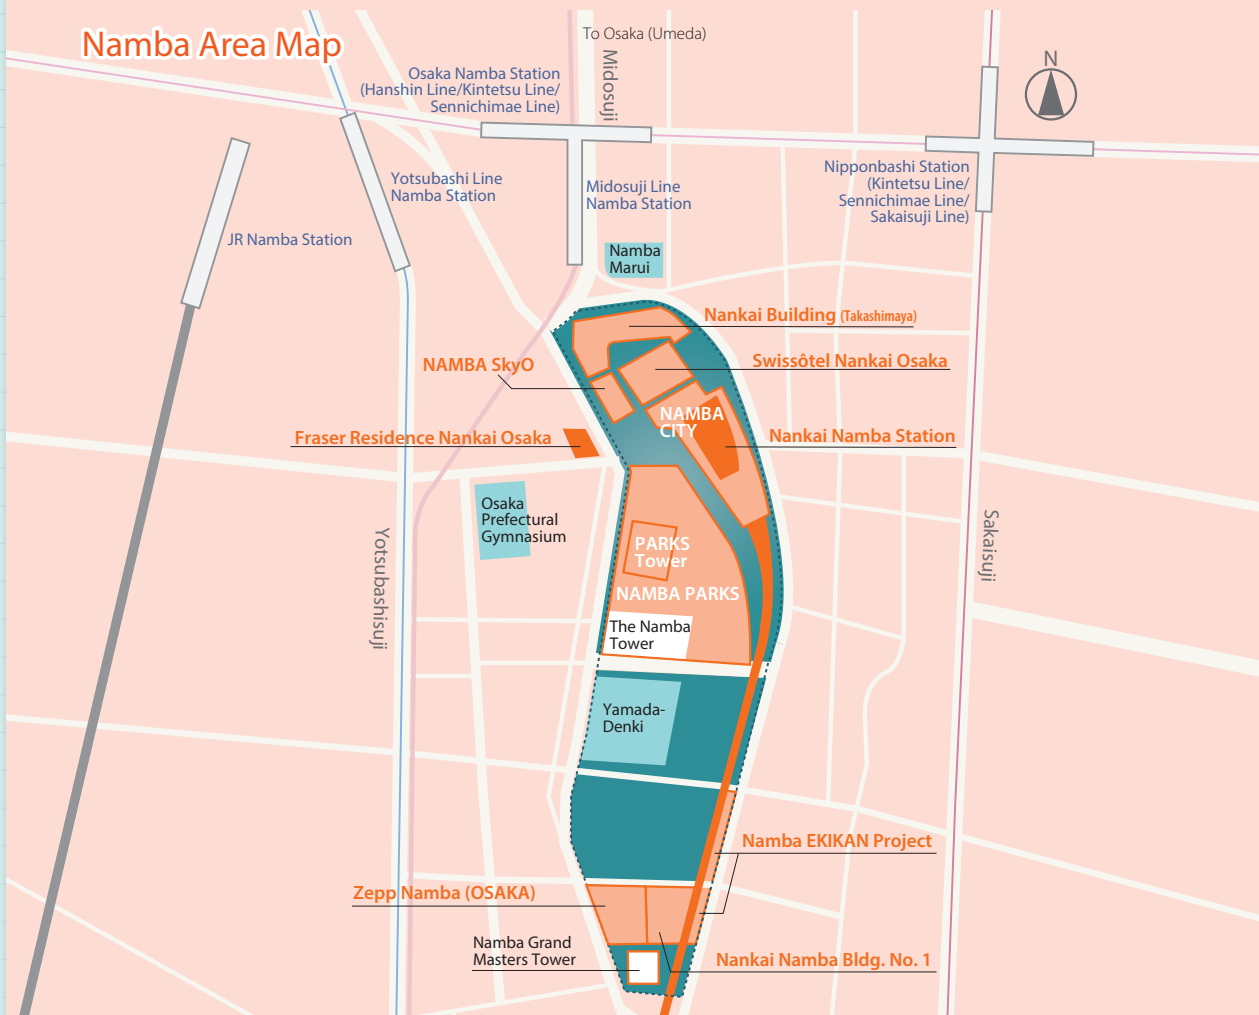 Namba Area Map
To Osaka (Umeda)
Midosuji
N
Osaka Namba Station
(Hanshin Line/Kintetsu Line/
Sennichimae Line)
Nipponbashi Station
(Kintetsu Line/
Sennichimae Line/
Sakaisuji Line)
Yotsubashi Line
Namba Station
Midosuji Line
Namba Station
JR Namba Station
Namba
Marui
Nankai Building (Takashimaya)
NAMBA SkyO
Swissôtel Nankai Osaka
NAMBA
CITY
Fraser Residence Nankai Osaka
Nankai Namba Station
Osaka
Prefectural
Gymnasium
Yotsubashisuji
Sakaisuji
PARKS
Tower
NAMBA PARKS
The Namba
Tower
Yamada-
Denki
Namba EKIKAN Project
Zepp Namba (OSAKA)
Namba Grand
Masters Tower
Nankai Namba Bldg. No. 1